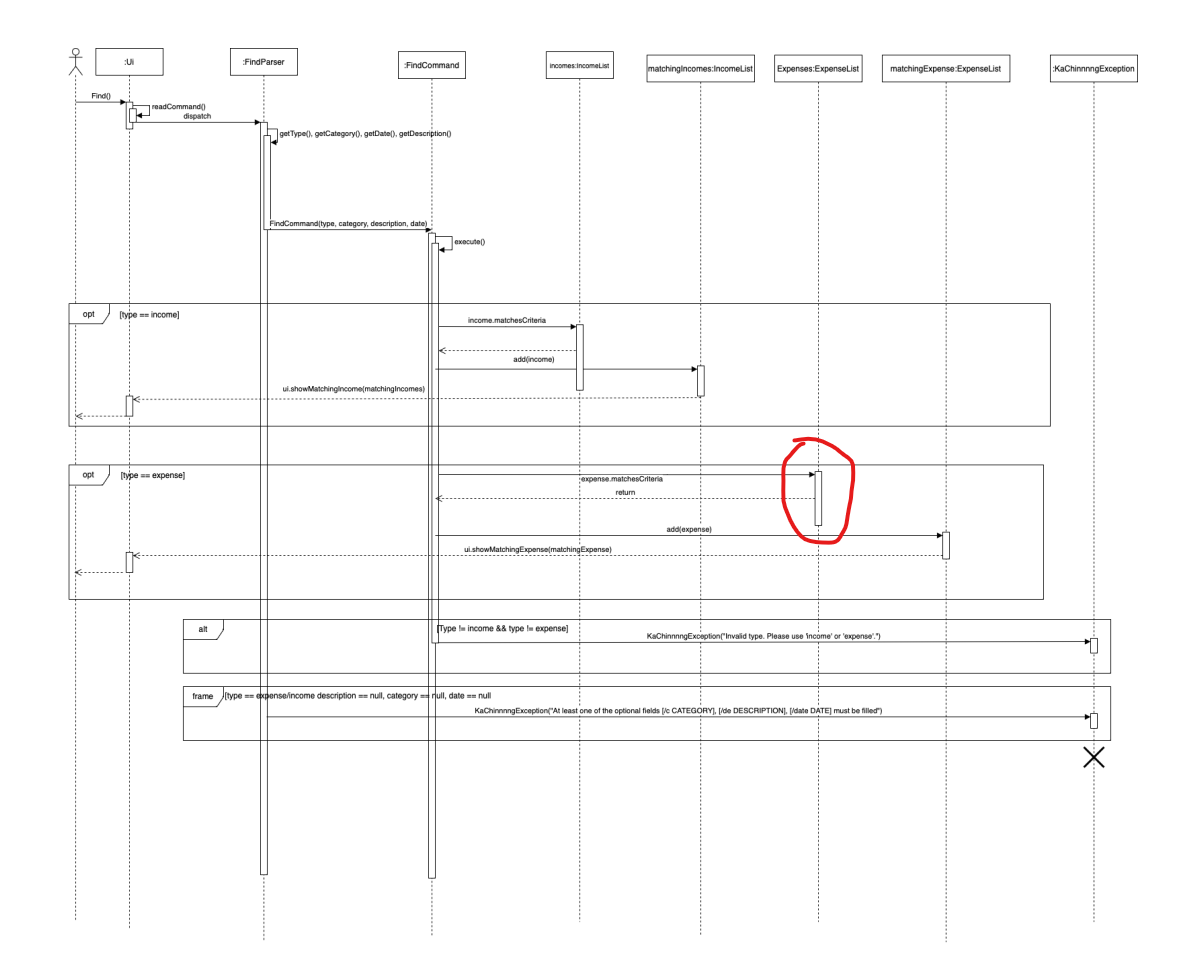 :Ui
:FindParser
:FindCommand
incomes:IncomeList
matchingIncomes:IncomeList
Expenses:ExpenseList
matchingExpense:ExpenseList
:KaChinnnngException
Find()
readCommand()
dispatch
getType(), getCategory(), getDate(), getDescription()
FindCommand(type, category, description, date)
execute()
opt
[type == income]
income.matchesCriteria
add(income)
ui.showMatchingIncome(matchingIncomes)
opt
[type == expense]
expense.matchesCriteria
return
add(expense)
ui.showMatchingExpense(matchingExpense)
alt
[Type != income && type != expense]
KaChinnnngException("Invalid type. Please use 'income' or 'expense'.")
frame
[type == expense/income description == null, category == null, date == null
KaChinnnngException("At least one of the optional fields [/c CATEGORY], [/de DESCRIPTION], [/date DATE] must be filled")